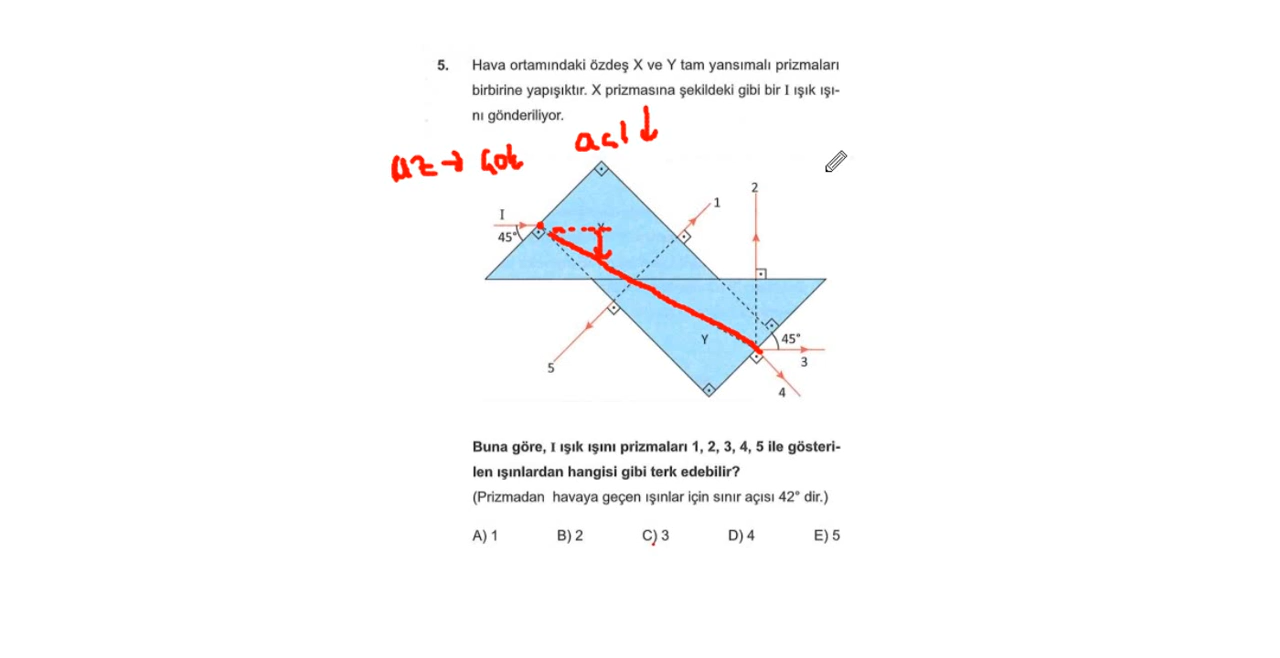 5. Hava ortamındaki özdeş X ve Y tam yansımalı prizmaları
birbirine yapışıktır. X prizmasına şekildeki gibi bir I ışık ışı-
nı gönderiliyor.
açı ↓
az → çok
2
1
I
45°
Y
45°
3
5
4
Buna göre, I ışık ışını prizmaları 1, 2, 3, 4, 5 ile gösteri-
len ışınlardan hangisi gibi terk edebilir?
(Prizmadan havaya geçen ışınlar için sınır açısı 42° dir.)
A) 1 B) 2 C) 3 D) 4 E) 5